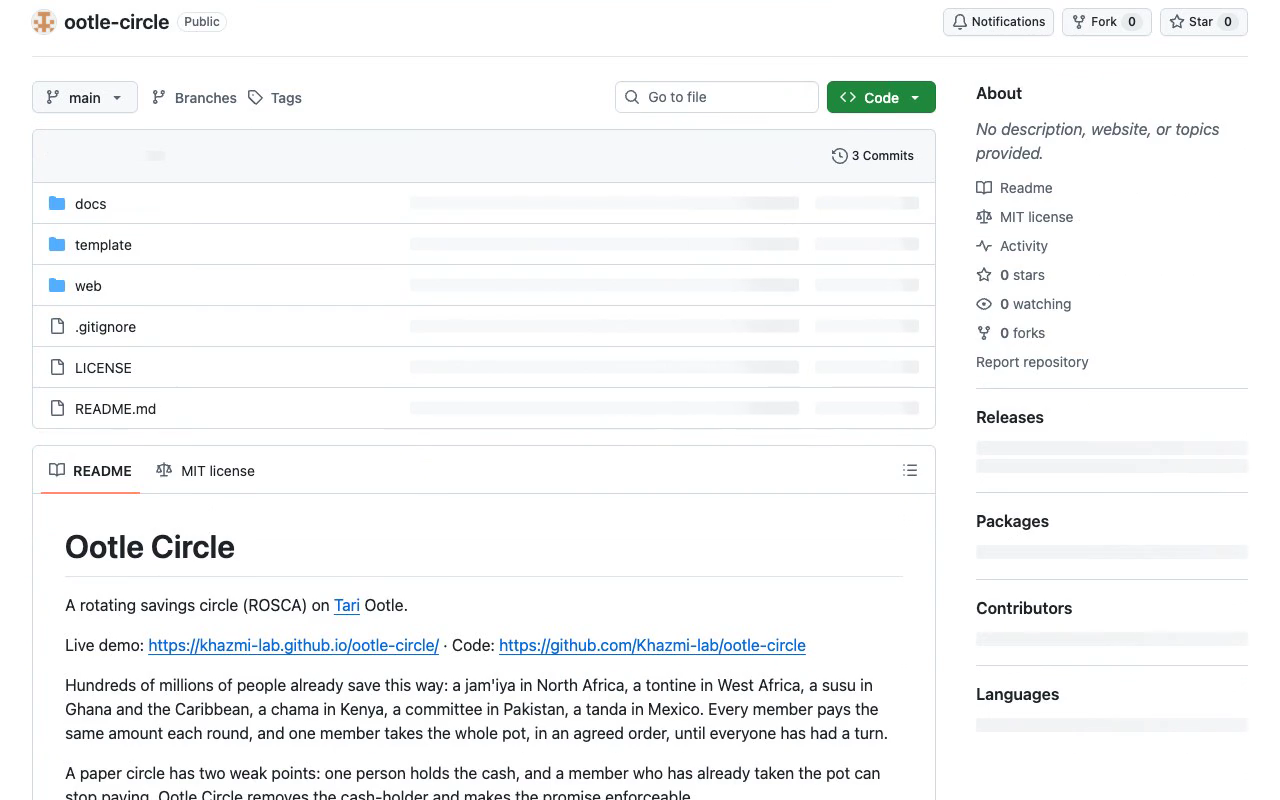 ootle-circle Public Notifications Fork 0 Star 0
main Branches Tags Go to file Code
3 Commits
docs
template
web
.gitignore
LICENSE
README.md
README MIT license
Ootle Circle
A rotating savings circle (ROSCA) on Tari Ootle.
Live demo: https://khazmi-lab.github.io/ootle-circle/ · Code: https://github.com/Khazmi-lab/ootle-circle
Hundreds of millions of people already save this way: a jam'iya in North Africa, a tontine in West Africa, a susu in
Ghana and the Caribbean, a chama in Kenya, a committee in Pakistan, a tanda in Mexico. Every member pays the
same amount each round, and one member takes the whole pot, in an agreed order, until everyone has had a turn.
A paper circle has two weak points: one person holds the cash, and a member who has already taken the pot can
stop paying. Ootle Circle removes the cash-holder and makes the promise enforceable.
About
No description, website, or topics
provided.
Readme
MIT license
Activity
0 stars
0 watching
0 forks
Report repository
Releases
Packages
Contributors
Languages